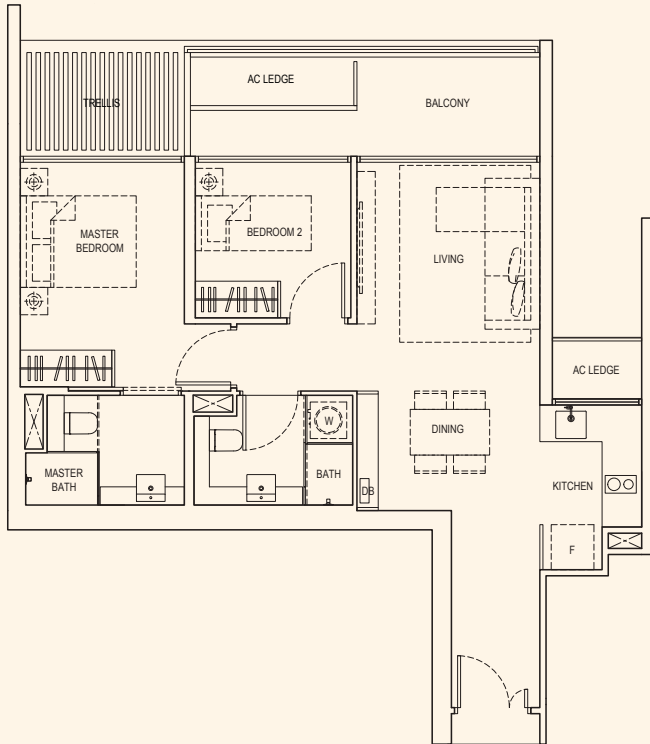 AC LEDGE
TRELLIS
BALCONY
MASTER
BEDROOM
BEDROOM 2
LIVING
AC LEDGE
W
DINING
MASTER
BATH
BATH
DB
KITCHEN
F